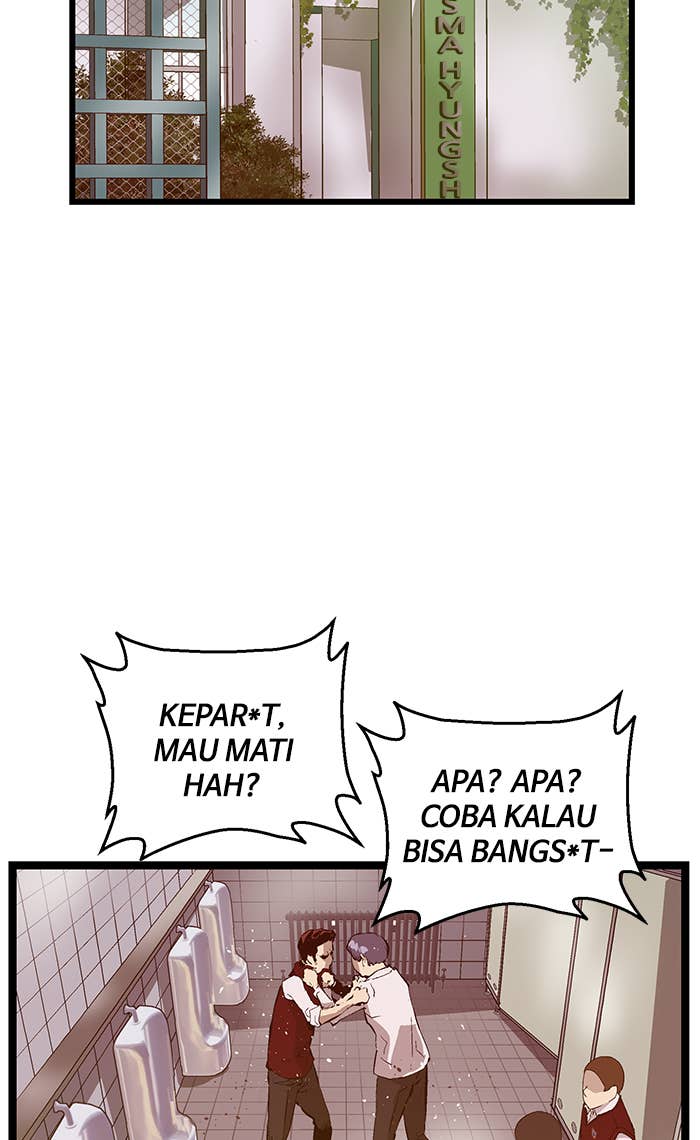 SMA HYUNGSH
KEPAR*T,
MAU MATI
HAH?
APA? APA?
COBA KALAU
BISA BANGS*T-